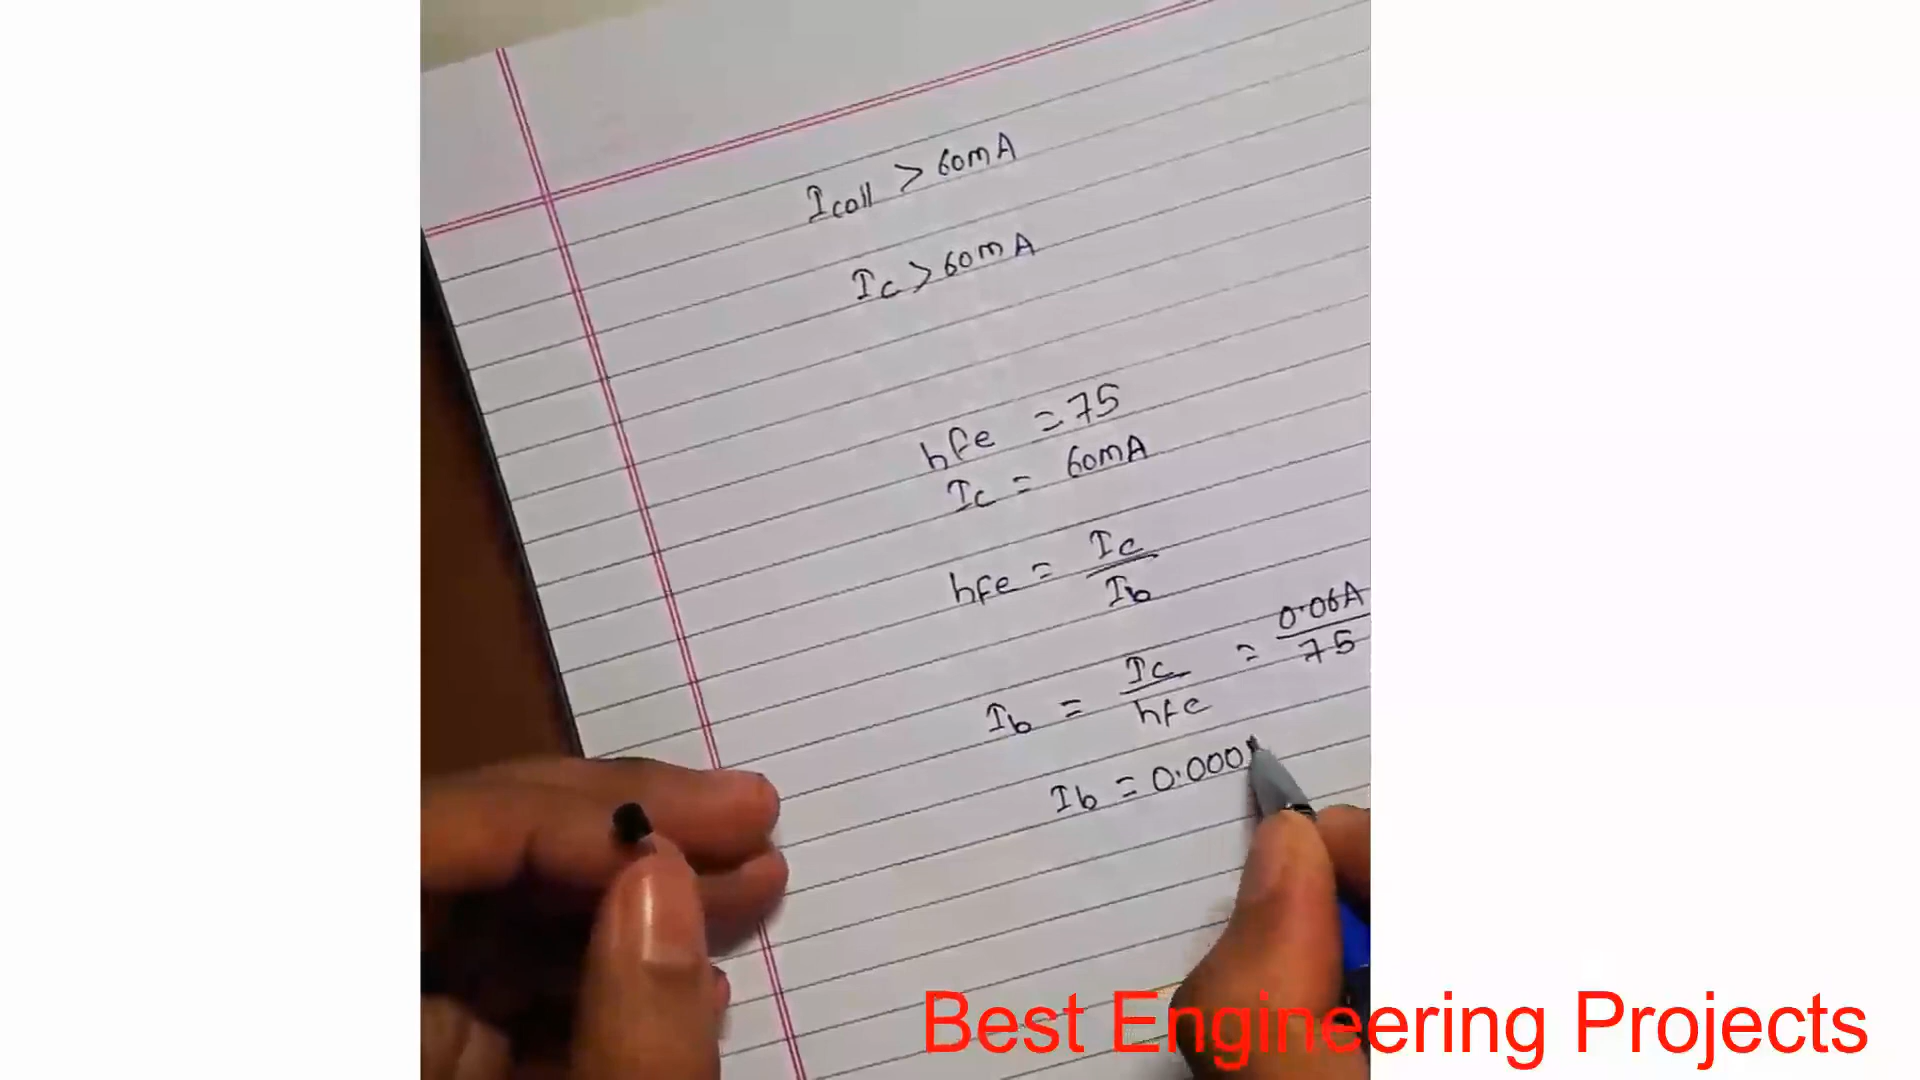 Icoil > 60mA
Ic > 60mA
hfe = 75
Ic = 60mA
hfe = Ic / Ib
Ib = Ic / hfe = 0.06A / 75
Ib = 0.000
Best Engineering Projects